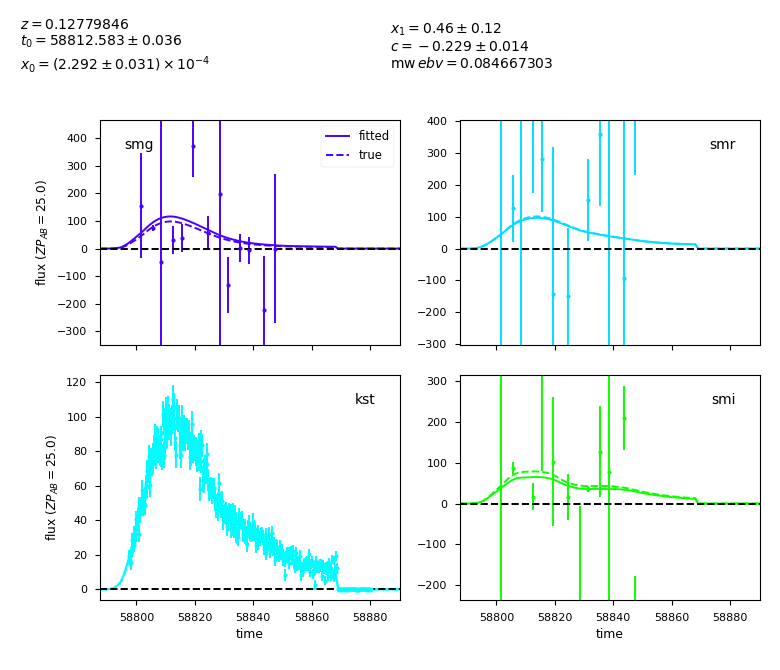 z = 0.12779846
t₀ = 58812.583 ± 0.036
x₀ = (2.292 ± 0.031) × 10⁻⁴
x₁ = 0.46 ± 0.12
c = −0.229 ± 0.014
mw ebv = 0.084667303
smg
fitted
true
400
300
200
100
0
−100
−200
−300
flux (ZP_AB = 25.0)
smr
400
300
200
100
0
−100
−200
−300
kst
120
100
80
60
40
20
0
flux (ZP_AB = 25.0)
58800 58820 58840 58860 58880
time
smi
300
200
100
0
−100
−200
58800 58820 58840 58860 58880
time